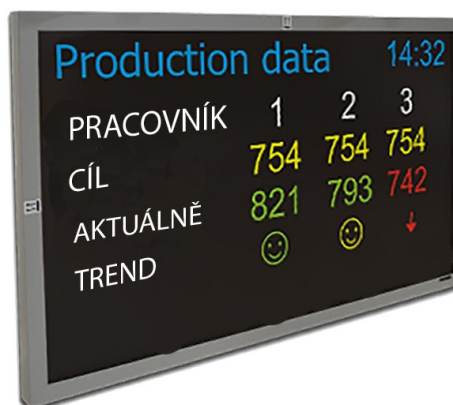 Production data 14:32
PRACOVNÍK 1 2 3
CÍL 754 754 754
AKTUÁLNĚ 821 793 742
TREND